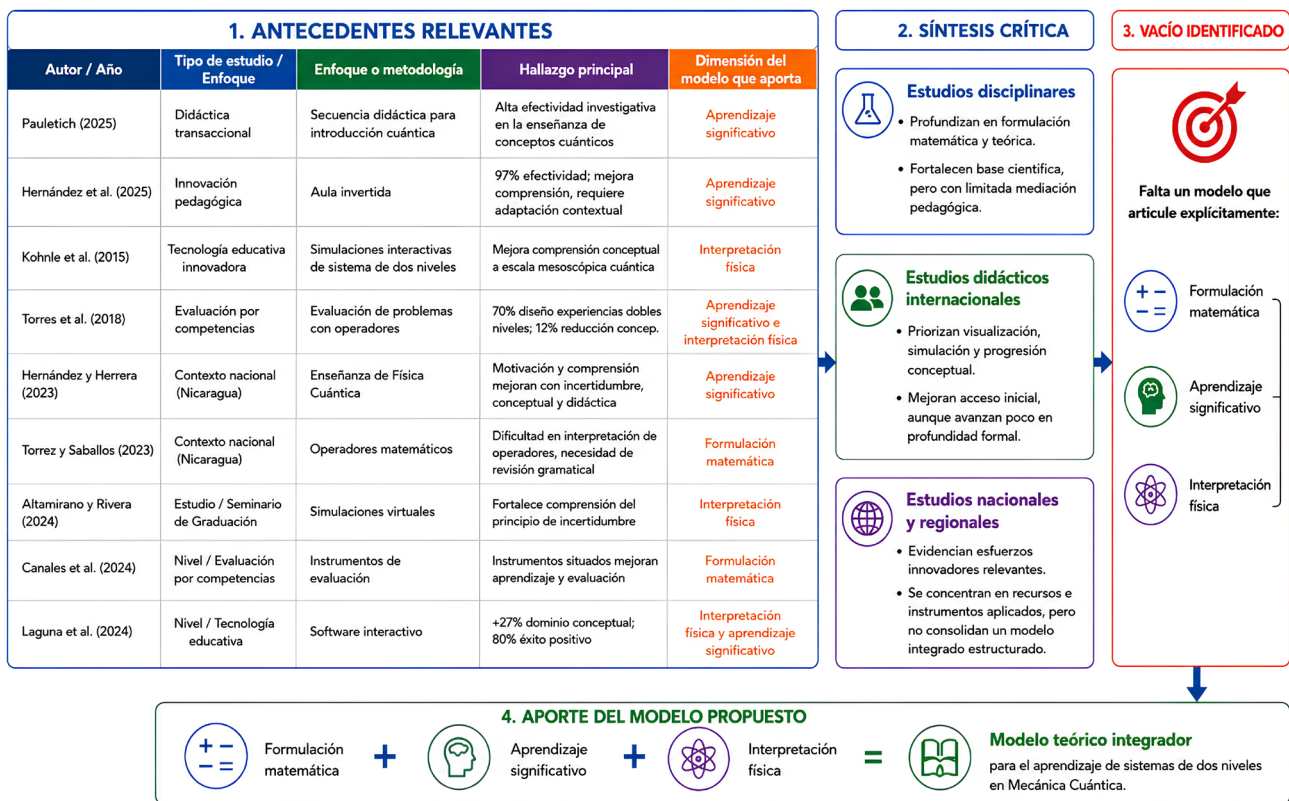 1. ANTECEDENTES RELEVANTES
Autor / Año
Tipo de estudio /
Enfoque
Enfoque o metodología
Hallazgo principal
Dimensión del
modelo que aporta
Pauletich (2025)
Didáctica
transaccional
Secuencia didáctica para
introducción cuántica
Alta efectividad investigativa
en la enseñanza de
conceptos cuánticos
Aprendizaje
significativo
Hernández et al. (2025)
Innovación
pedagógica
Aula invertida
97% efectividad; mejora
comprensión, requiere
adaptación contextual
Aprendizaje
significativo
Kohnle et al. (2015)
Tecnología educativa
innovadora
Simulaciones interactivas
de sistema de dos niveles
Mejora comprensión conceptual
a escala mesoscópica cuántica
Interpretación
física
Torres et al. (2018)
Evaluación por
competencias
Evaluación de problemas
con operadores
70% diseño experiencias dobles
niveles; 12% reducción concep.
Aprendizaje
significativo e
interpretación física
Hernández y Herrera
(2023)
Contexto nacional
(Nicaragua)
Enseñanza de Física
Cuántica
Motivación y comprensión
mejoran con incertidumbre,
conceptual y didáctica
Aprendizaje
significativo
Torrez y Saballos (2023)
Contexto nacional
(Nicaragua)
Operadores matemáticos
Dificultad en interpretación de
operadores, necesidad de
revisión gramatical
Formulación
matemática
Altamirano y Rivera
(2024)
Estudio / Seminario
de Graduación
Simulaciones virtuales
Fortalece comprensión del
principio de incertidumbre
Interpretación
física
Canales et al. (2024)
Nivel / Evaluación
por competencias
Instrumentos de
evaluación
Instrumentos situados mejoran
aprendizaje y evaluación
Formulación
matemática
Laguna et al. (2024)
Nivel / Tecnología
educativa
Software interactivo
+27% dominio conceptual;
80% éxito positivo
Interpretación
física y aprendizaje
significativo
2. SÍNTESIS CRÍTICA
Estudios disciplinares
• Profundizan en formulación
matemática y teórica.
• Fortalecen base científica,
pero con limitada mediación
pedagógica.
Estudios didácticos
internacionales
• Priorizan visualización,
simulación y progresión
conceptual.
• Mejoran acceso inicial,
aunque avanzan poco en
profundidad formal.
Estudios nacionales
y regionales
• Evidencian esfuerzos
innovadores relevantes.
• Se concentran en recursos e
instrumentos aplicados, pero
no consolidan un modelo
integrado estructurado.
3. VACÍO IDENTIFICADO
Falta un modelo que
articule explícitamente:
+ −
− =
Formulación
matemática
Aprendizaje
significativo
Interpretación
física
4. APORTE DEL MODELO PROPUESTO
+ −
− =
Formulación
matemática
+
Aprendizaje
significativo
+
Interpretación
física
=
Modelo teórico integrador
para el aprendizaje de sistemas de dos niveles
en Mecánica Cuántica.